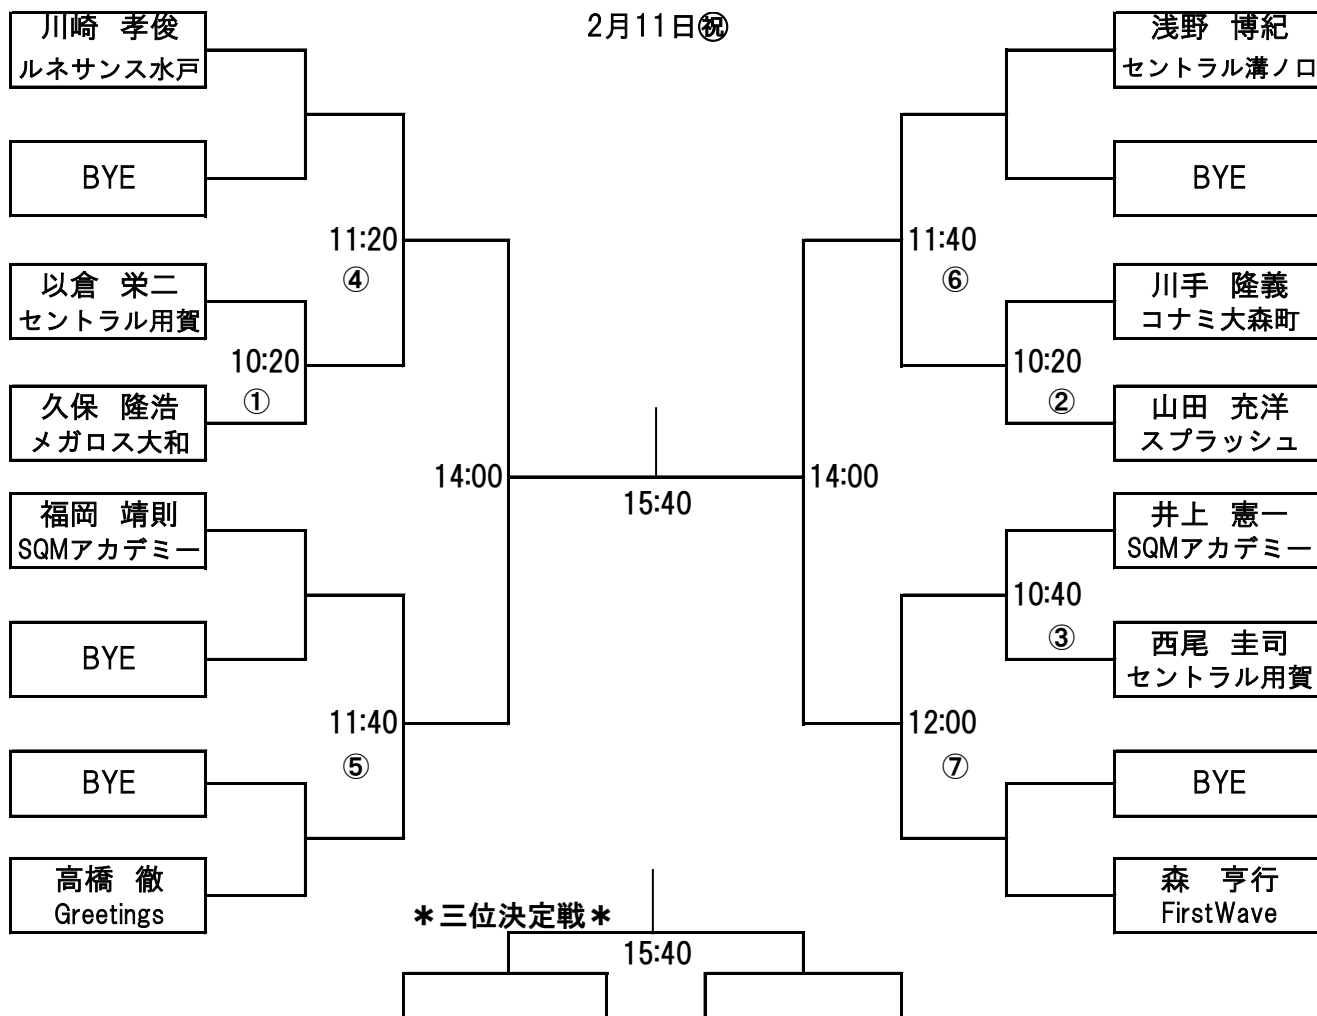 2月11日㊗
川崎 孝俊
ルネサンス水戸
BYE
11:20
④
以倉 栄二
セントラル用賀
10:20
①
久保 隆浩
メガロス大和
14:00
福岡 靖則
SQMアカデミー
BYE
11:40
⑤
BYE
高橋 徹
Greetings
15:40
浅野 博紀
セントラル溝ノ口
BYE
11:40
⑥
川手 隆義
コナミ大森町
10:20
②
山田 充洋
スプラッシュ
14:00
井上 憲一
SQMアカデミー
10:40
③
西尾 圭司
セントラル用賀
12:00
⑦
BYE
森 亨行
FirstWave
＊三位決定戦＊
15:40